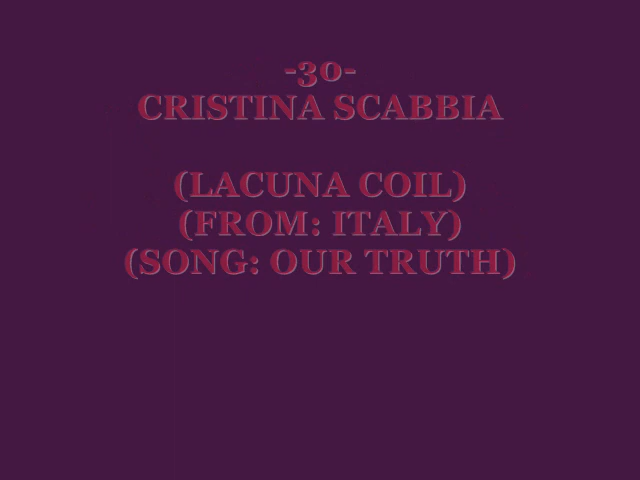 -30-
CRISTINA SCABBIA
(LACUNA COIL)
(FROM: ITALY)
(SONG: OUR TRUTH)